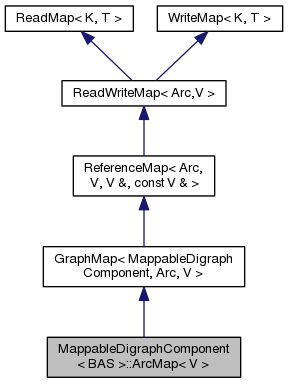 ReadMap< K, T >
WriteMap< K, T >
ReadWriteMap< Arc,V >
ReferenceMap< Arc,
V, V &, const V & >
GraphMap< MappableDigraph
Component, Arc, V >
MappableDigraphComponent
< BAS >::ArcMap< V >